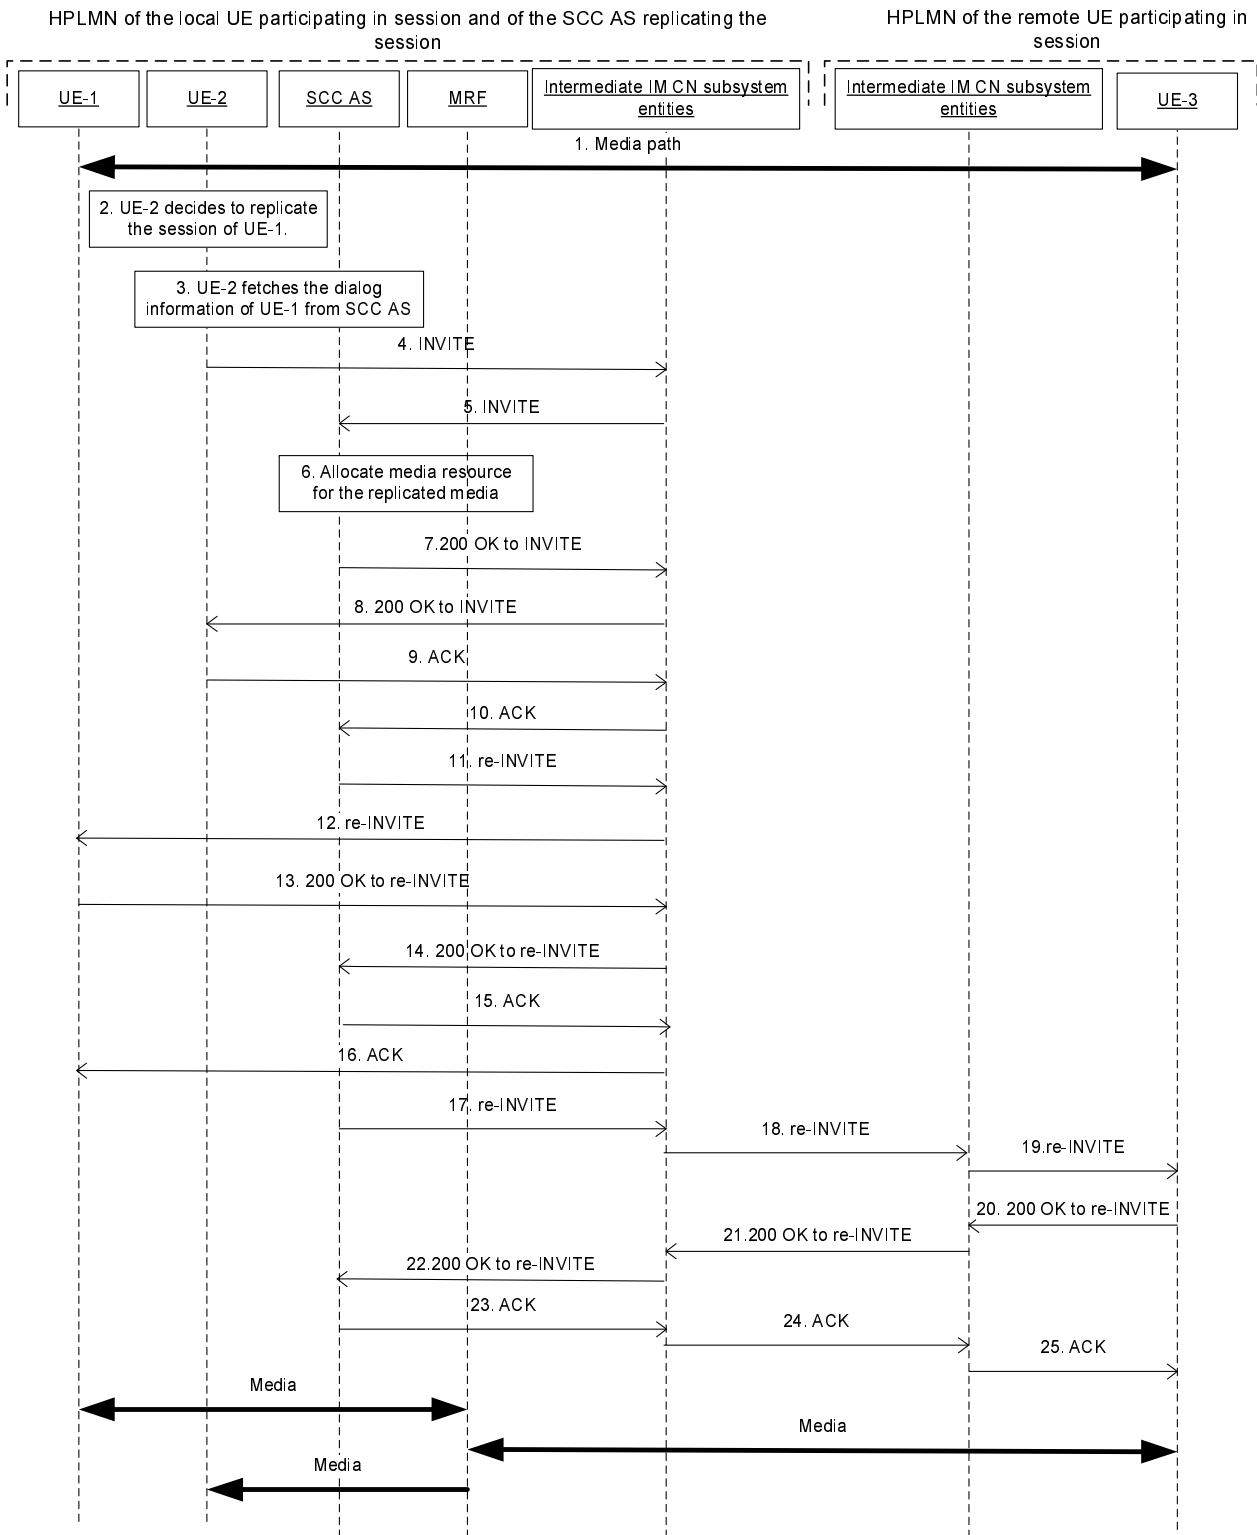 HPLMN of the local UE participating in session and of the SCC AS replicating the
session
HPLMN of the remote UE participating in
session
UE-1
UE-2
SCC AS
MRF
Intermediate IM CN subsystem
entities
Intermediate IM CN subsystem
entities
UE-3
1. Media path
2. UE-2 decides to replicate
the session of UE-1.
3. UE-2 fetches the dialog
information of UE-1 from SCC AS
4. INVITE
5. INVITE
6. Allocate media resource
for the replicated media
7.200 OK to INVITE
8. 200 OK to INVITE
9. ACK
10. ACK
11. re-INVITE
12. re-INVITE
13. 200 OK to re-INVITE
14. 200 OK to re-INVITE
15. ACK
16. ACK
17. re-INVITE
18. re-INVITE
19.re-INVITE
20. 200 OK to re-INVITE
21.200 OK to re-INVITE
22.200 OK to re-INVITE
23. ACK
24. ACK
25. ACK
Media
Media
Media